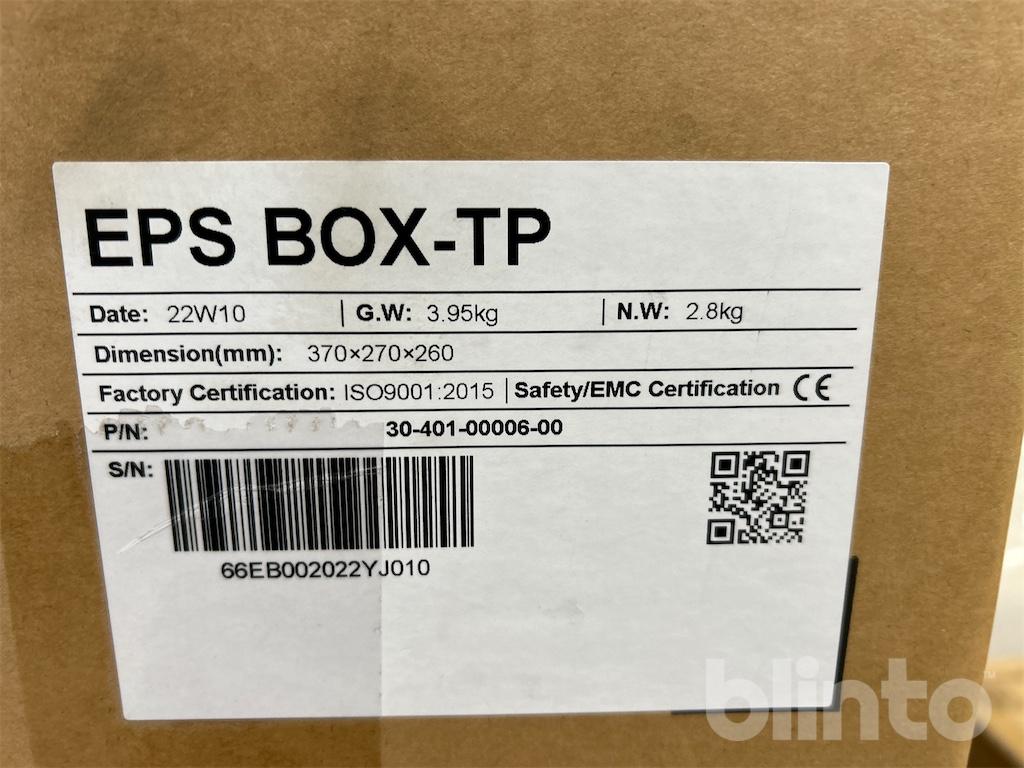 EPS BOX-TP
Date: 22W10 G.W: 3.95kg N.W: 2.8kg
Dimension(mm): 370×270×260
Factory Certification: ISO9001:2015 Safety/EMC Certification CE
P/N: 30-401-00006-00
S/N:
66EB002022YJ010
blinto™